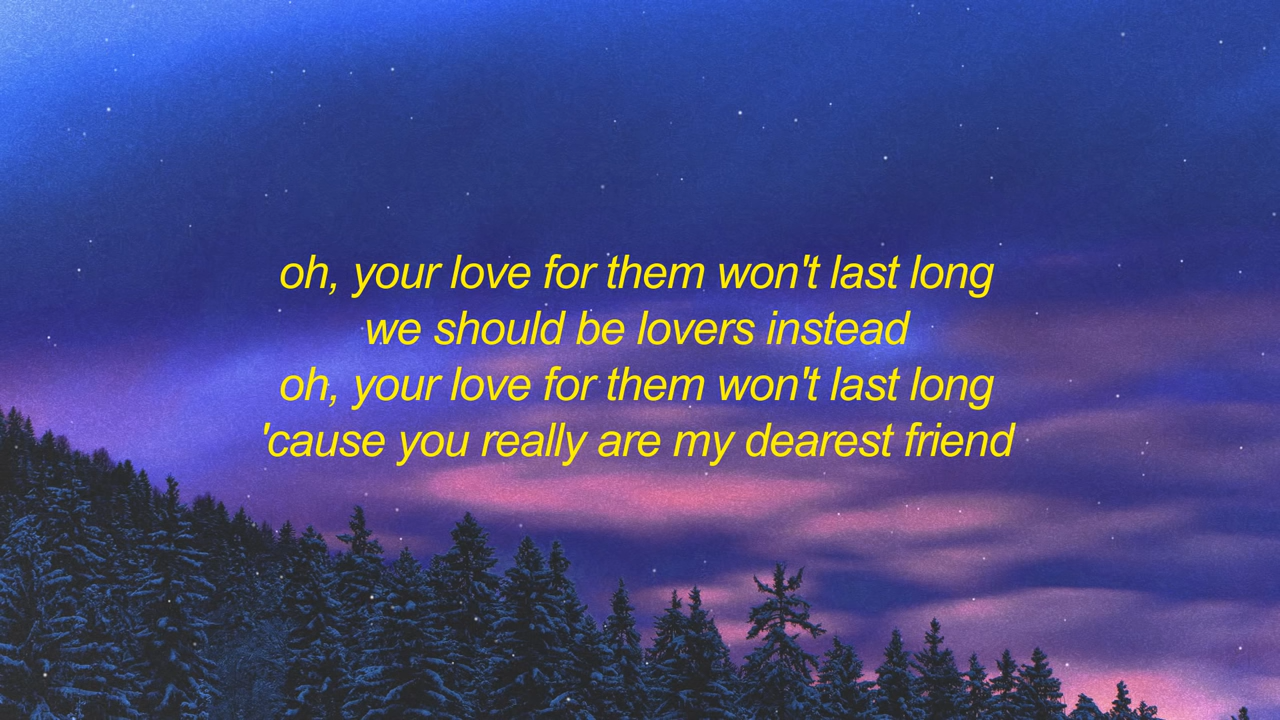 oh, your love for them won't last long
we should be lovers instead
oh, your love for them won't last long
'cause you really are my dearest friend